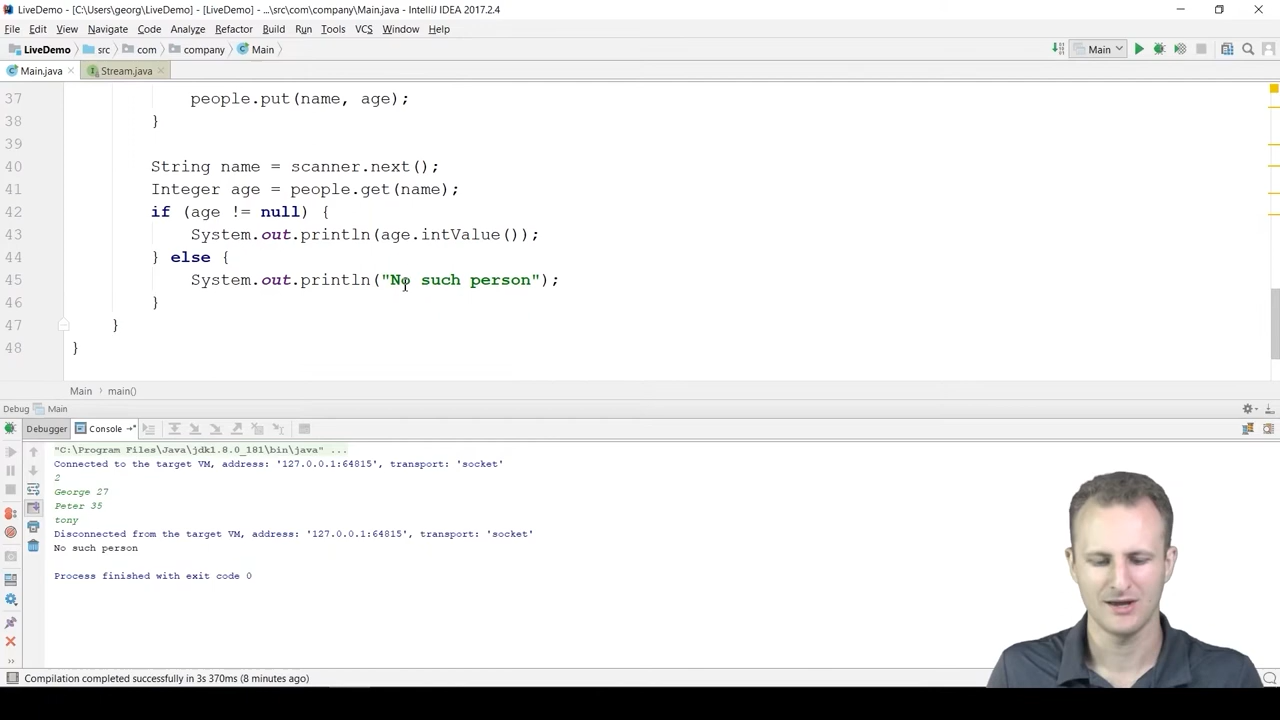 LiveDemo - [C:\Users\georg\LiveDemo] - [LiveDemo] - ...\src\com\company\Main.java - IntelliJ IDEA 2017.2.4
File Edit View Navigate Code Analyze Refactor Build Run Tools VCS Window Help
LiveDemo src com company Main Main
Main.java Stream.java
37 people.put(name, age);
38 }
39
40 String name = scanner.next();
41 Integer age = people.get(name);
42 if (age != null) {
43 System.out.println(age.intValue());
44 } else {
45 System.out.println("No such person");
46 }
47 }
48 }
Main > main()
Debug Main
Debugger Console
"C:\Program Files\Java\jdk1.8.0_181\bin\java" ...
Connected to the target VM, address: '127.0.0.1:64815', transport: 'socket'
2
George 27
Peter 35
tony
Disconnected from the target VM, address: '127.0.0.1:64815', transport: 'socket'
No such person
Process finished with exit code 0
Compilation completed successfully in 3s 370ms (8 minutes ago)